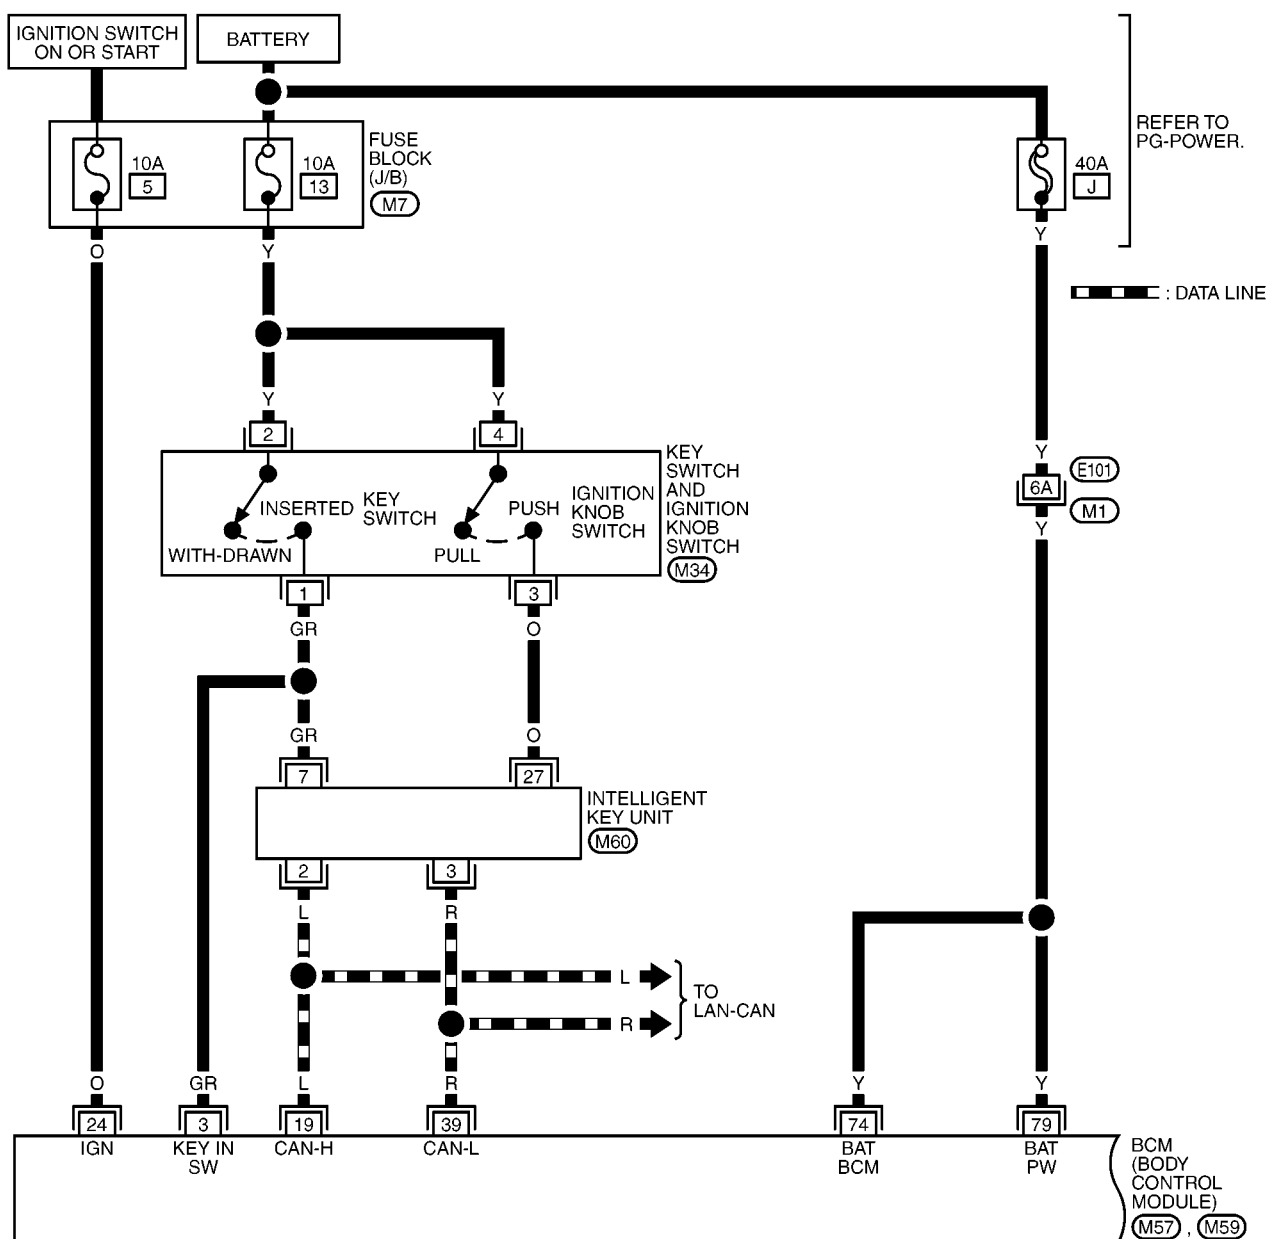 IGNITION SWITCH
ON OR START
BATTERY
REFER TO
PG-POWER.
FUSE
BLOCK
(J/B)
M7
10A
5
10A
13
40A
J
O
Y
Y
: DATA LINE
Y
Y
Y
2
4
6A
E101
M1
Y
KEY
SWITCH
AND
IGNITION
KNOB
SWITCH
M34
INSERTED
KEY
SWITCH
WITH-DRAWN
PUSH
PULL
IGNITION
KNOB
SWITCH
1
3
GR
O
GR
O
7
27
INTELLIGENT
KEY UNIT
M60
2
3
L
R
L
R
TO
LAN-CAN
O
GR
L
R
Y
Y
24
3
19
39
74
79
IGN
KEY IN
SW
CAN-H
CAN-L
BAT
BCM
BAT
PW
BCM
(BODY
CONTROL
MODULE)
M57 , M59